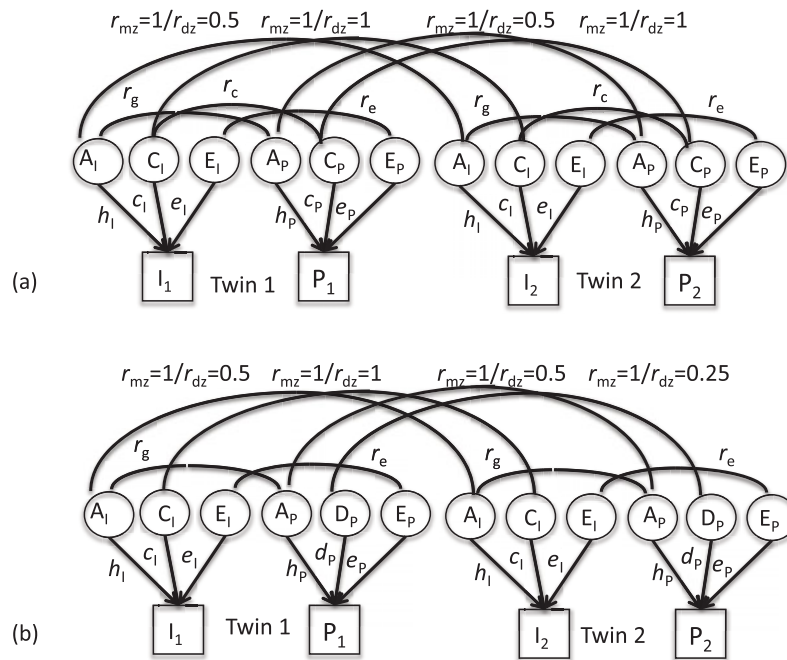 r_mz=1/r_dz=0.5 r_mz=1/r_dz=1 r_mz=1/r_dz=0.5 r_mz=1/r_dz=1
r_g r_c r_e r_g r_c r_e
A_I C_I E_I A_P C_P E_P A_I C_I E_I A_P C_P E_P
h_I c_I e_I h_P c_P e_P h_I c_I e_I h_P c_P e_P
(a) I_1 Twin 1 P_1 I_2 Twin 2 P_2
r_mz=1/r_dz=0.5 r_mz=1/r_dz=1 r_mz=1/r_dz=0.5 r_mz=1/r_dz=0.25
r_g r_e r_g r_e
A_I C_I E_I A_P D_P E_P A_I C_I E_I A_P D_P E_P
h_I c_I e_I h_P d_P e_P h_I c_I e_I h_P d_P e_P
(b) I_1 Twin 1 P_1 I_2 Twin 2 P_2